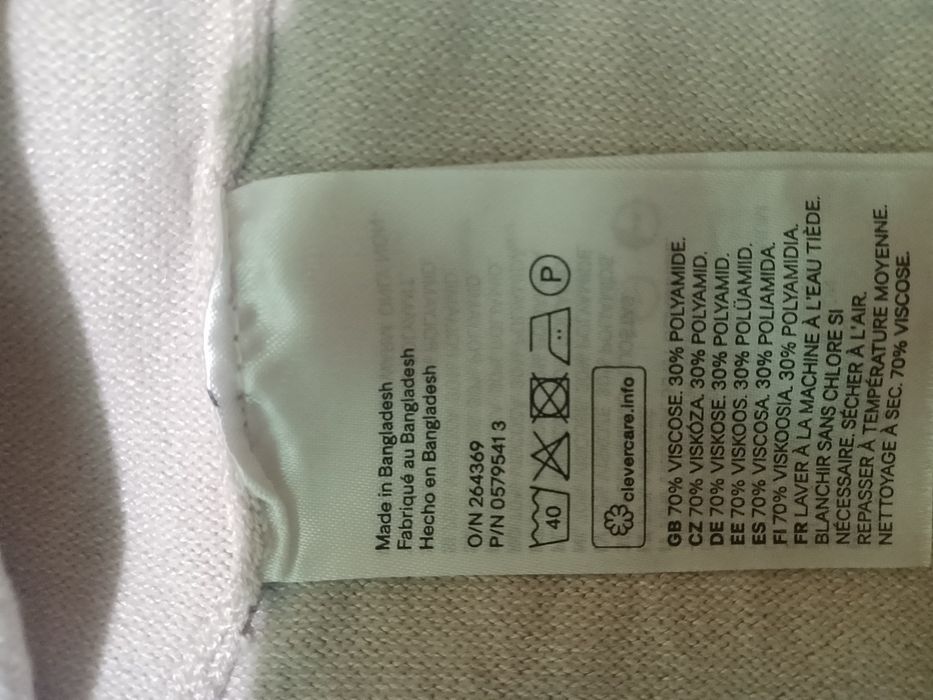 Made in Bangladesh
Fabriqué au Bangladesh
Hecho en Bangladesh
O/N 264369
P/N 05795413
40 P
clevercare.info
GB 70% VISCOSE. 30% POLYAMIDE.
CZ 70% VISKÓZA. 30% POLYAMID.
DE 70% VISKOSE. 30% POLYAMID.
EE 70% VISKOOS. 30% POLÜAMIID.
ES 70% VISCOSA. 30% POLIAMIDA.
FI 70% VISKOOSIA. 30% POLYAMIDIA.
FR LAVER À LA MACHINE À L'EAU TIÈDE.
BLANCHIR SANS CHLORE SI
NÉCESSAIRE. SÉCHER À L'AIR.
REPASSER À TEMPÉRATURE MOYENNE.
NETTOYAGE À SEC. 70% VISCOSE.